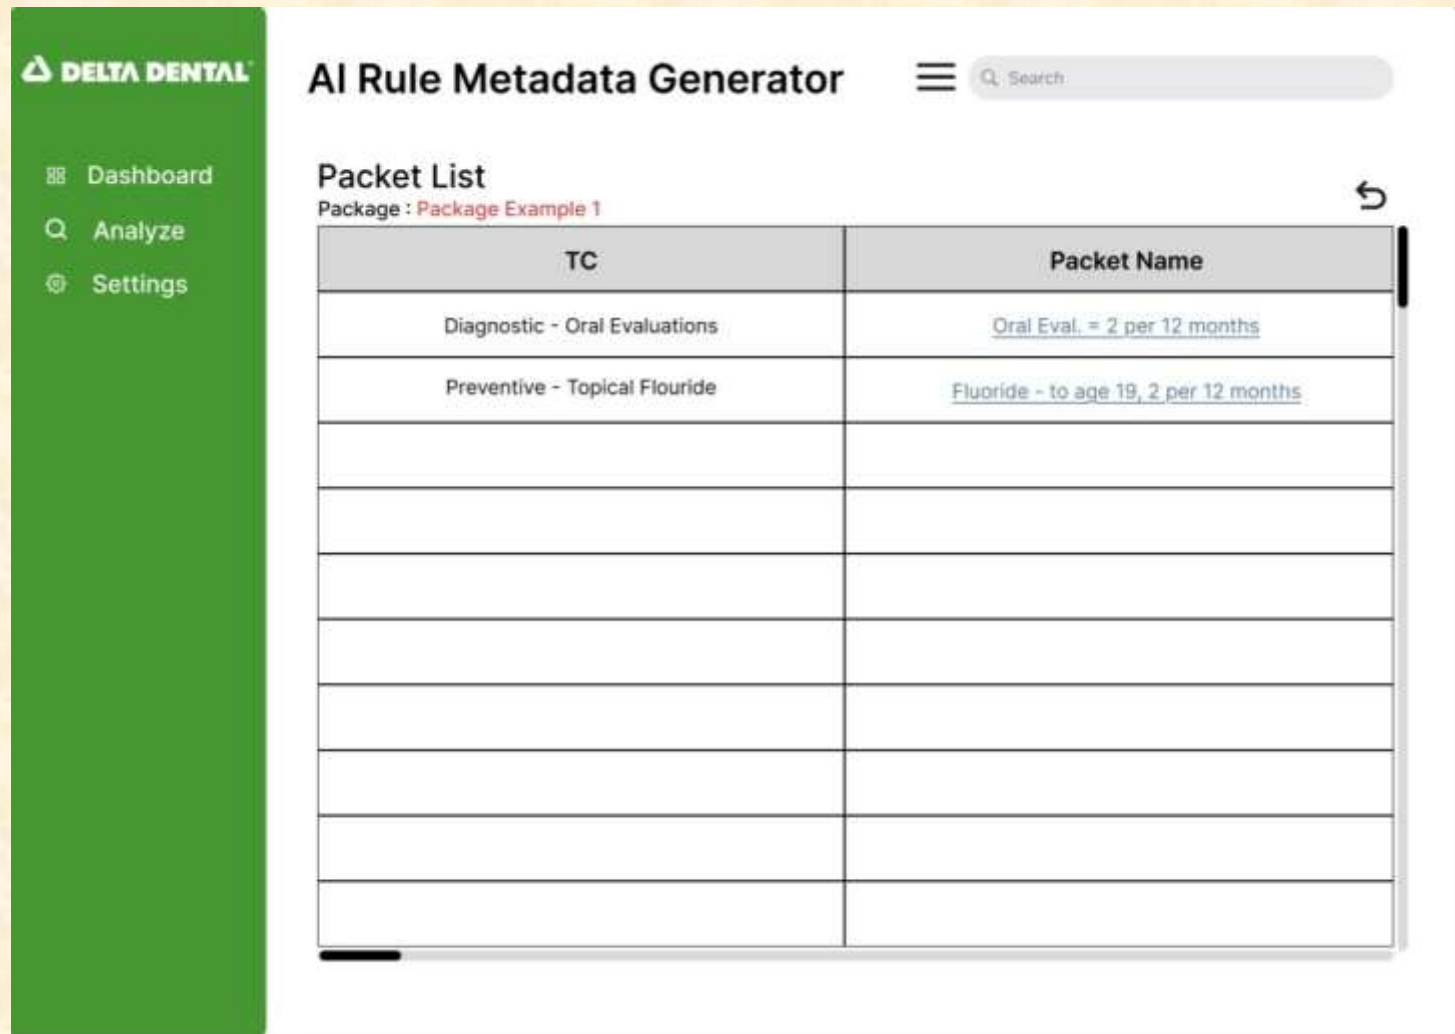 DELTA DENTAL
AI Rule Metadata Generator
Search
Dashboard
Analyze
Settings
Packet List
Package : Package Example 1
TC
Packet Name
Diagnostic - Oral Evaluations
Oral Eval. = 2 per 12 months
Preventive - Topical Flouride
Fluoride - to age 19, 2 per 12 months